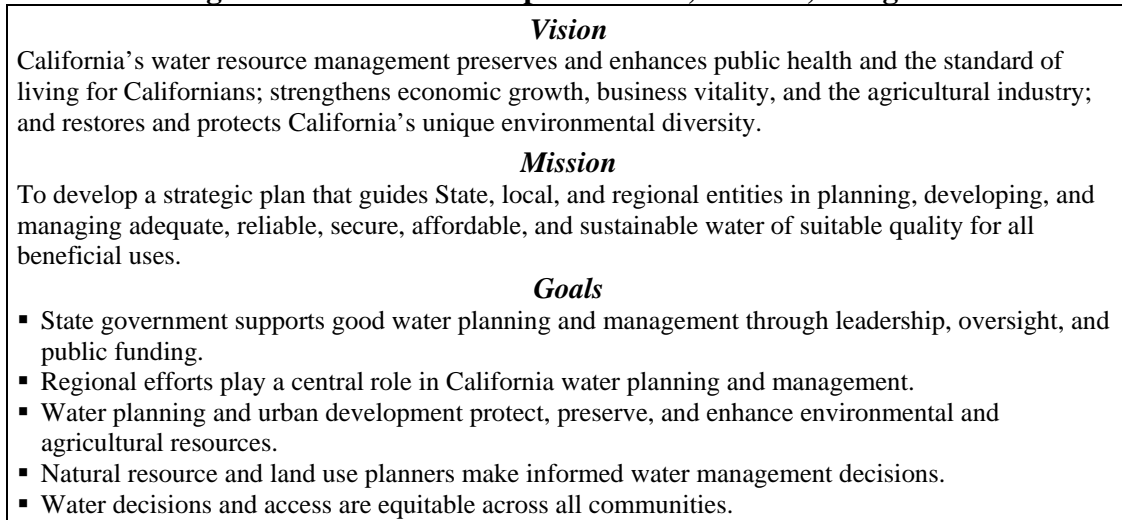 Vision
California’s water resource management preserves and enhances public health and the standard of
living for Californians; strengthens economic growth, business vitality, and the agricultural industry;
and restores and protects California’s unique environmental diversity.
Mission
To develop a strategic plan that guides State, local, and regional entities in planning, developing, and
managing adequate, reliable, secure, affordable, and sustainable water of suitable quality for all
beneficial uses.
Goals
▪ State government supports good water planning and management through leadership, oversight, and
public funding.
▪ Regional efforts play a central role in California water planning and management.
▪ Water planning and urban development protect, preserve, and enhance environmental and
agricultural resources.
▪ Natural resource and land use planners make informed water management decisions.
▪ Water decisions and access are equitable across all communities.